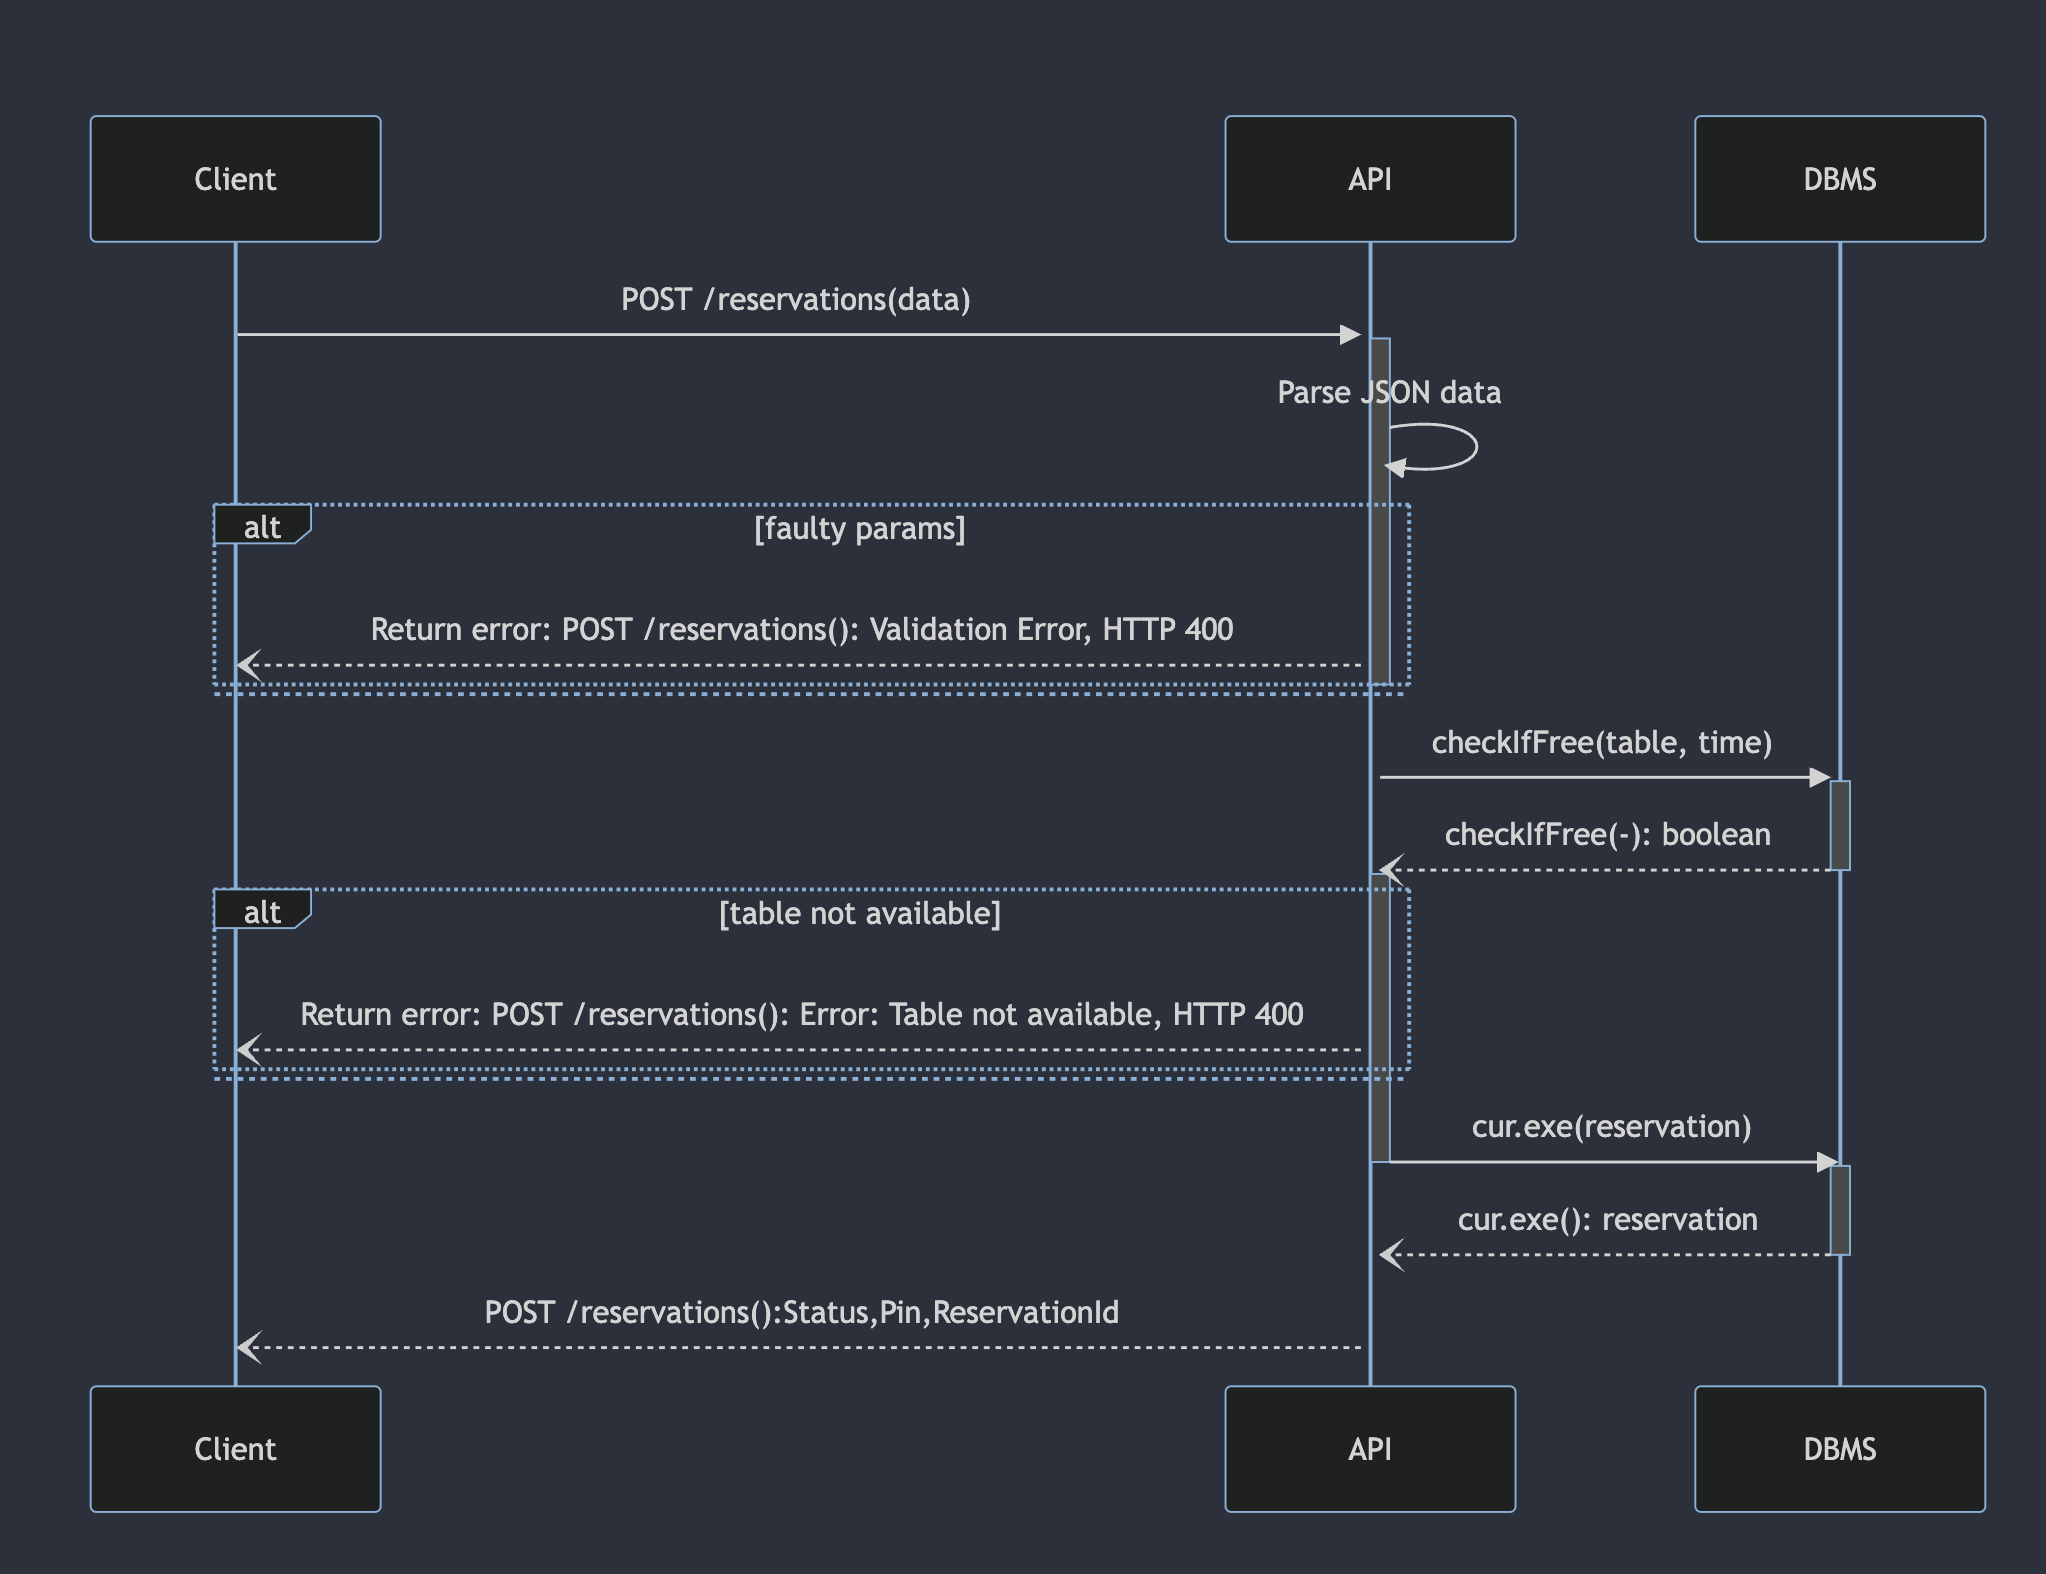 Client
API
DBMS
POST /reservations(data)
Parse JSON data
alt
[faulty params]
Return error: POST /reservations(): Validation Error, HTTP 400
checkIfFree(table, time)
checkIfFree(-): boolean
alt
[table not available]
Return error: POST /reservations(): Error: Table not available, HTTP 400
cur.exe(reservation)
cur.exe(): reservation
POST /reservations():Status,Pin,ReservationId
Client
API
DBMS